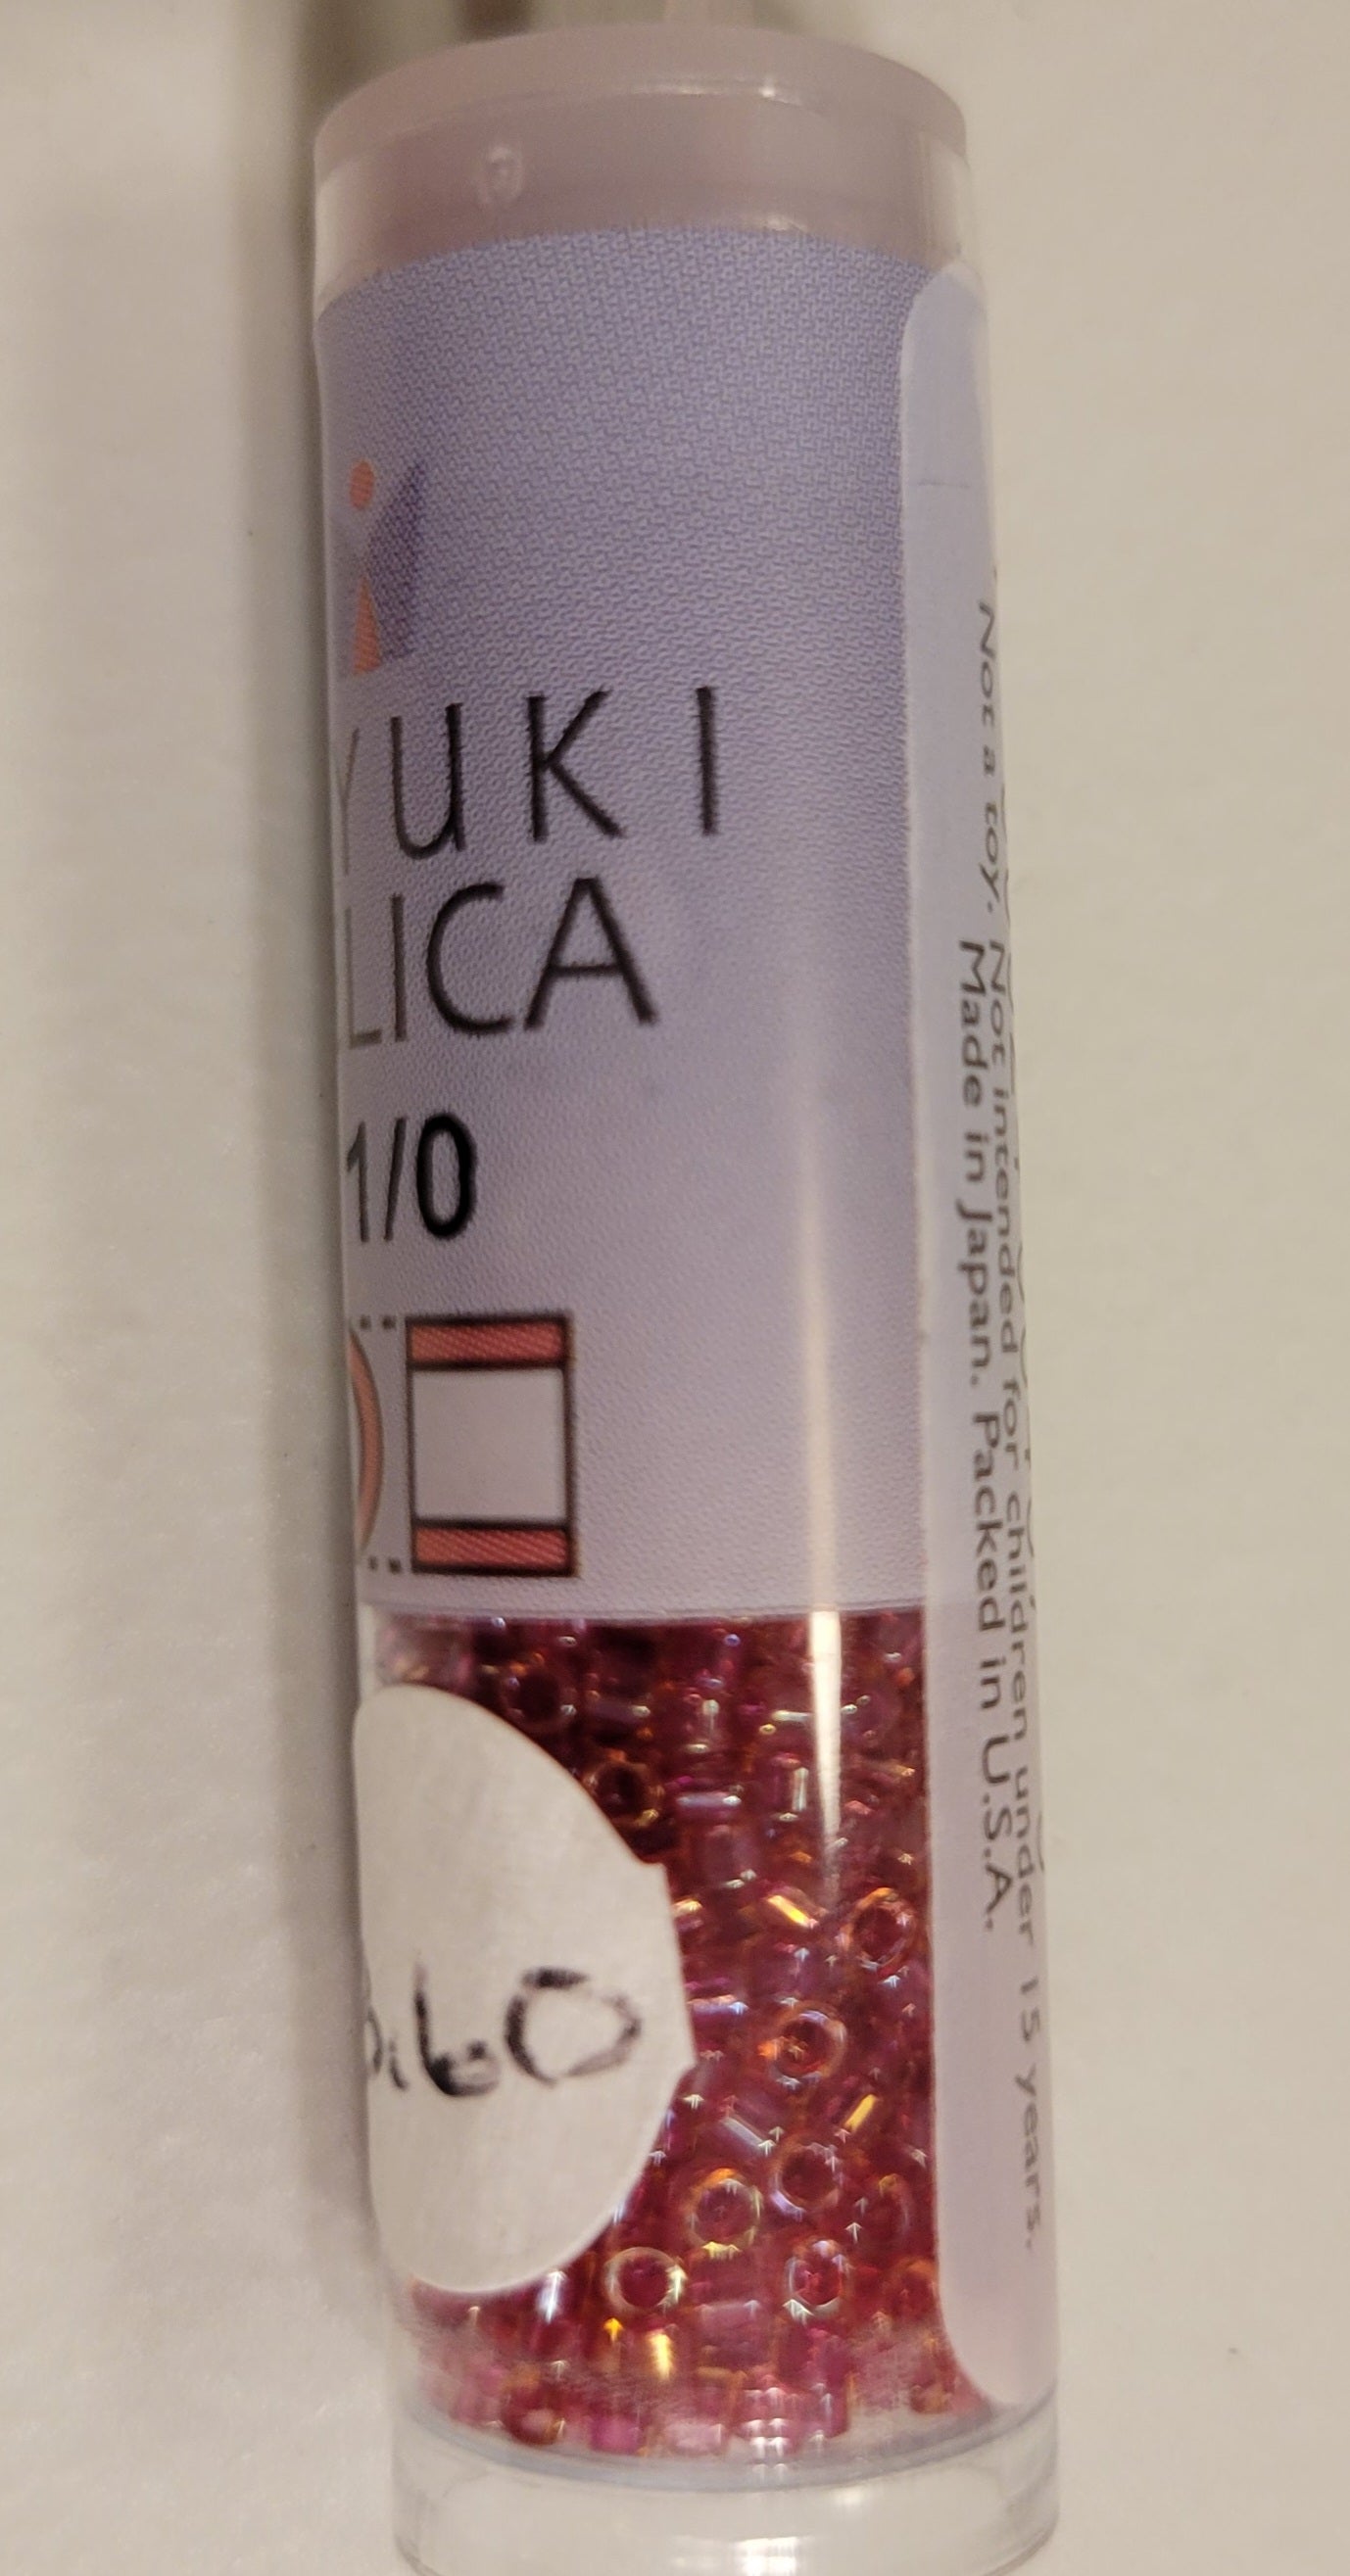 YUKI
LICA
1/0
Not a toy. Not intended for children under 15 years.
Made in Japan. Packed in U.S.A.